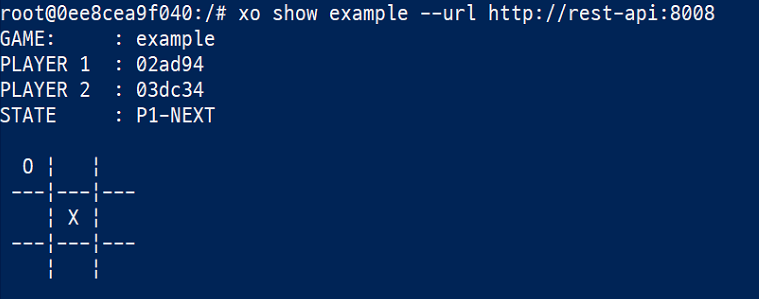 root@0ee8cea9f040:/# xo show example --url http://rest-api:8008
GAME:     : example
PLAYER 1  : 02ad94
PLAYER 2  : 03dc34
STATE     : P1-NEXT

  O ¦   ¦
 ---¦---¦---
    ¦ X ¦
 ---¦---¦---
    ¦   ¦